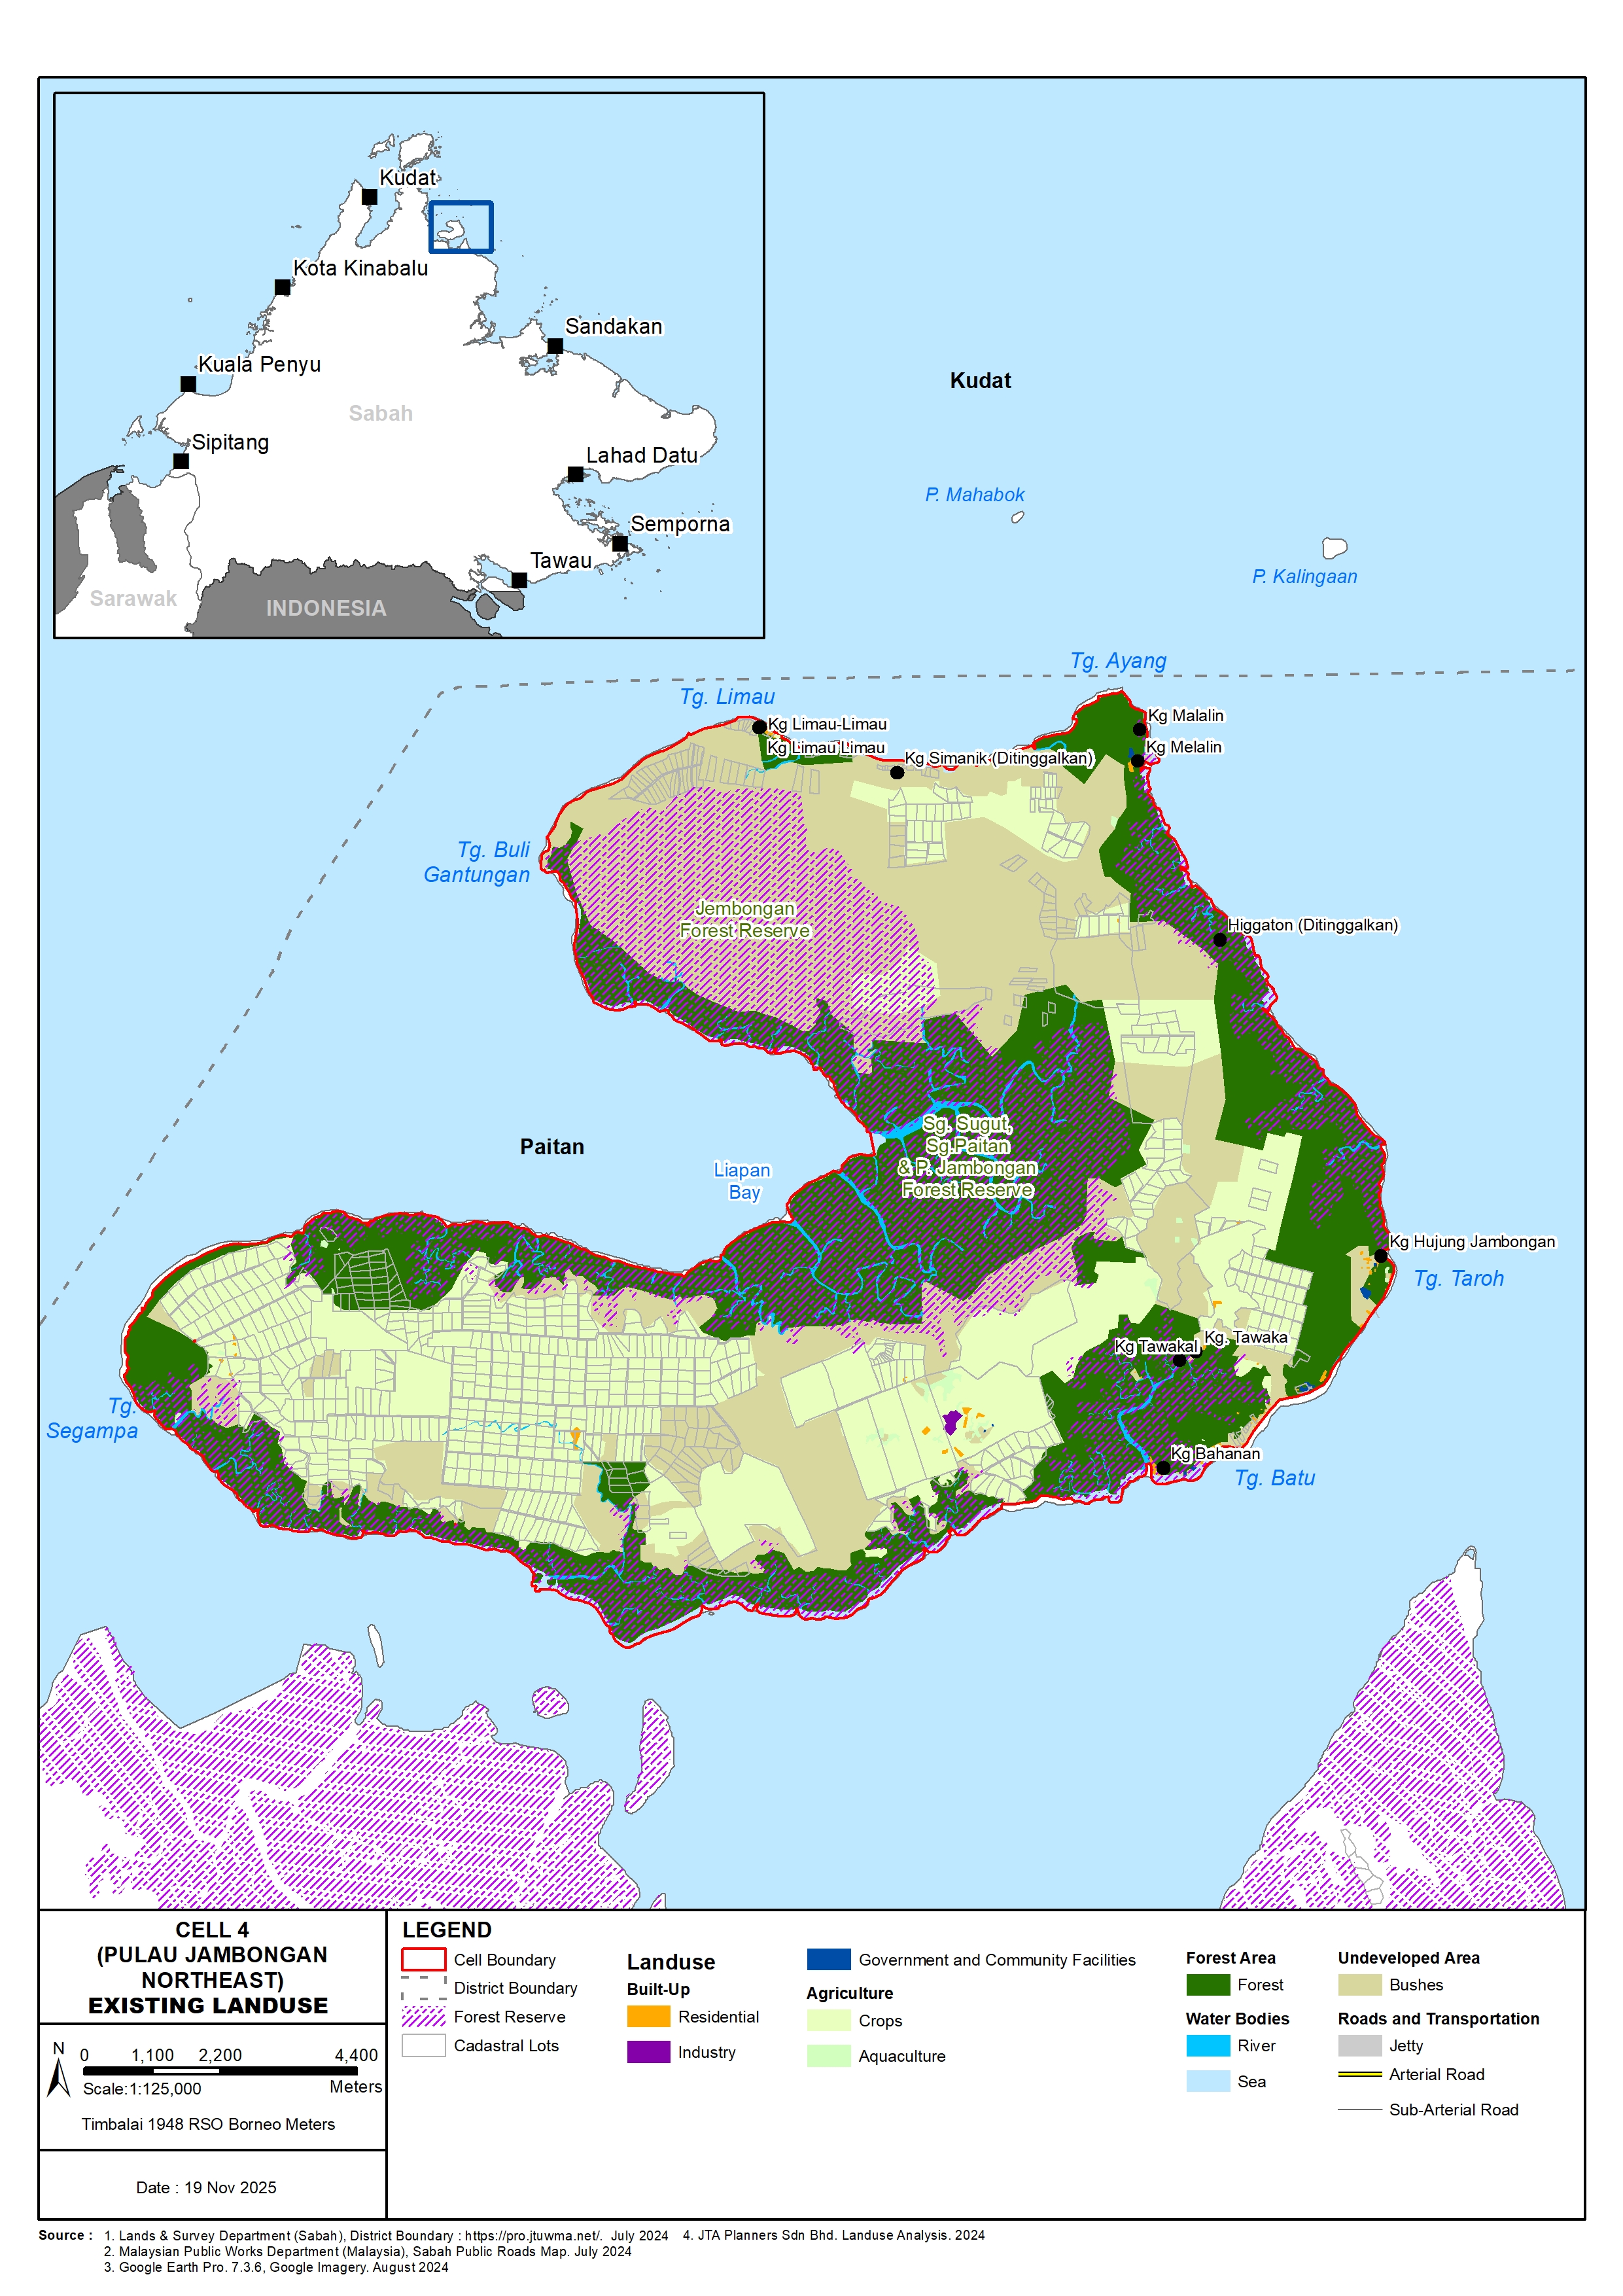 Kudat
Kota Kinabalu
Sandakan
Kuala Penyu
Sabah
Sipitang
Lahad Datu
Semporna
Tawau
Sarawak
INDONESIA
Kudat
P. Mahabok
P. Kalingaan
Tg. Ayang
Tg. Limau
Kg Malalin
Kg Limau-Limau
Kg Limau Limau
Kg Melalin
Kg Simanik (Ditinggalkan)
Tg. Buli
Gantungan
Jembongan
Forest Reserve
Higgaton (Ditinggalkan)
Paitan
Sg. Sugut,
Sg.Paitan
& P. Jambongan
Forest Reserve
Liapan
Bay
Kg Hujung Jambongan
Tg. Taroh
Kg. Tawaka
Kg Tawakal
Tg.
Segampa
Kg Bahanan
Tg. Batu
CELL 4
(PULAU JAMBONGAN
NORTHEAST)
EXISTING LANDUSE
N
0 1,100 2,200 4,400
Scale:1:125,000 Meters
Timbalai 1948 RSO Borneo Meters
Date : 19 Nov 2025
LEGEND
Cell Boundary
District Boundary
Forest Reserve
Cadastral Lots
Landuse
Built-Up
Residential
Industry
Government and Community Facilities
Agriculture
Crops
Aquaculture
Forest Area
Forest
Water Bodies
River
Sea
Undeveloped Area
Bushes
Roads and Transportation
Jetty
Arterial Road
Sub-Arterial Road
Source : 1. Lands & Survey Department (Sabah), District Boundary : https://pro.jtuwma.net/. July 2024 4. JTA Planners Sdn Bhd. Landuse Analysis. 2024
2. Malaysian Public Works Department (Malaysia), Sabah Public Roads Map. July 2024
3. Google Earth Pro. 7.3.6, Google Imagery. August 2024